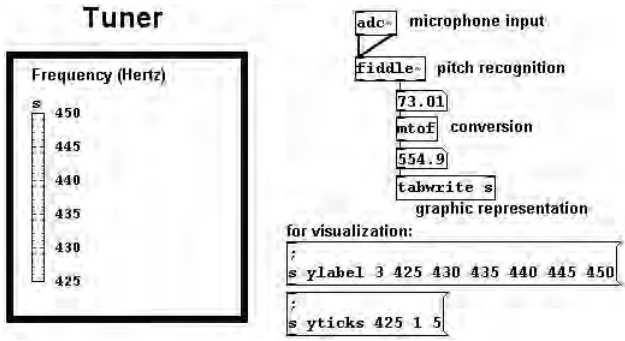 Tuner
Frequency (Hertz)
s
450
445
440
435
430
425
adc~ microphone input
fiddle~ pitch recognition
73.01
mtof conversion
554.9
tabwrite s
graphic representation
for visualization:
;
s ylabel 3 425 430 435 440 445 450
;
s yticks 425 1 5